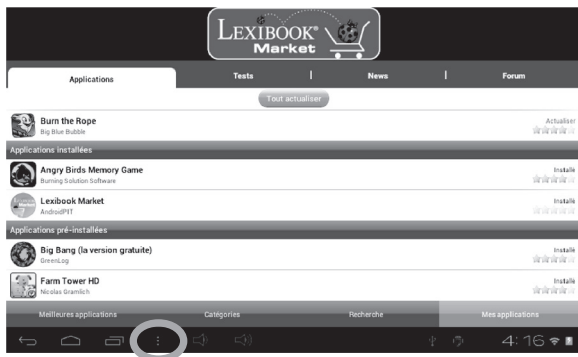 LEXIBOOK®
Market
Applications Tests | News | Forum
Tout actualiser
Burn the Rope Actualiser
Big Blue Bubble
Applications installées
Angry Birds Memory Game Installé
Burning Solution Software
Lexibook Market Installé
AndroidPIT
Applications pré-installées
Big Bang (la version gratuite) Installé
GreenLog
Farm Tower HD Installé
Nicolas Gramlich
Meilleures applications Catégories Recherche Mes applications
4:16